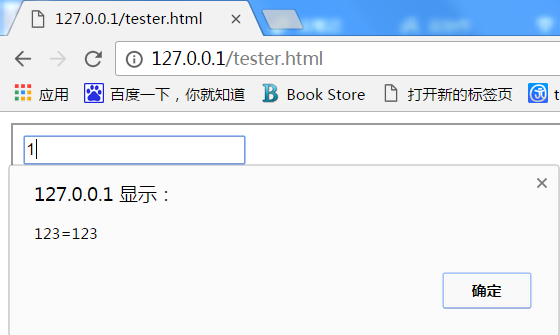 127.0.0.1/tester.html
127.0.0.1/tester.html
应用 百度一下，你就知道 Book Store 打开新的标签页 t
1
127.0.0.1 显示：
123=123
确定